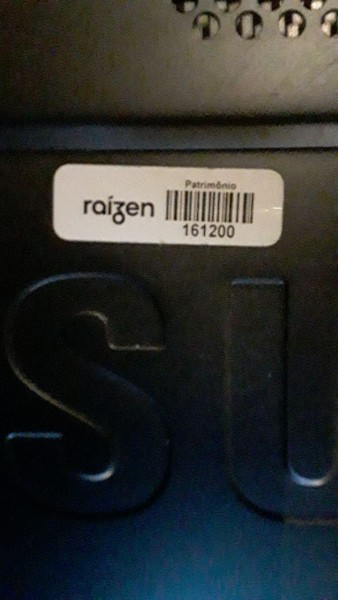 Patrimônio
raízen
161200
SU